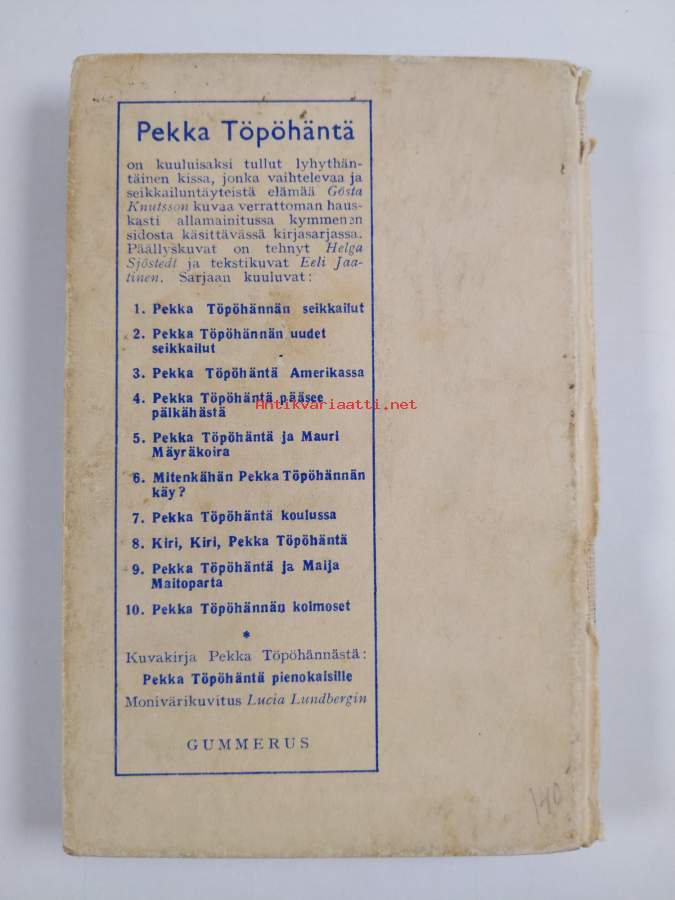 Pekka Töpöhäntä
on kuuluisaksi tullut lyhythän-
täinen kissa, jonka vaihtelevaa ja
seikkailuntäyteistä elämää Gösta
Knutsson kuvaa verrattoman haus-
kasti allamainitussa kymmenen
sidosta käsittävässä kirjasarjassa.
Päällyskuvat on tehnyt Helga
Sjöstedt ja tekstikuvat Eeli Jaa-
tinen. Sarjaan kuuluvat:
1. Pekka Töpöhännän seikkailut
2. Pekka Töpöhännän uudet
seikkailut
3. Pekka Töpöhäntä Amerikassa
4. Pekka Töpöhäntä pääsee
pälkähästä
Antikvariaatti.net
5. Pekka Töpöhäntä ja Mauri
Mäyräkoira
6. Mitenkähän Pekka Töpöhännän
käy?
7. Pekka Töpöhäntä koulussa
8. Kiri, Kiri, Pekka Töpöhäntä
9. Pekka Töpöhäntä ja Maija
Maitoparta
10. Pekka Töpöhännän kolmoset
*
Kuvakirja Pekka Töpöhännästä:
Pekka Töpöhäntä pienokaisille
Monivärikuvitus Lucia Lundbergin
GUMMERUS
140